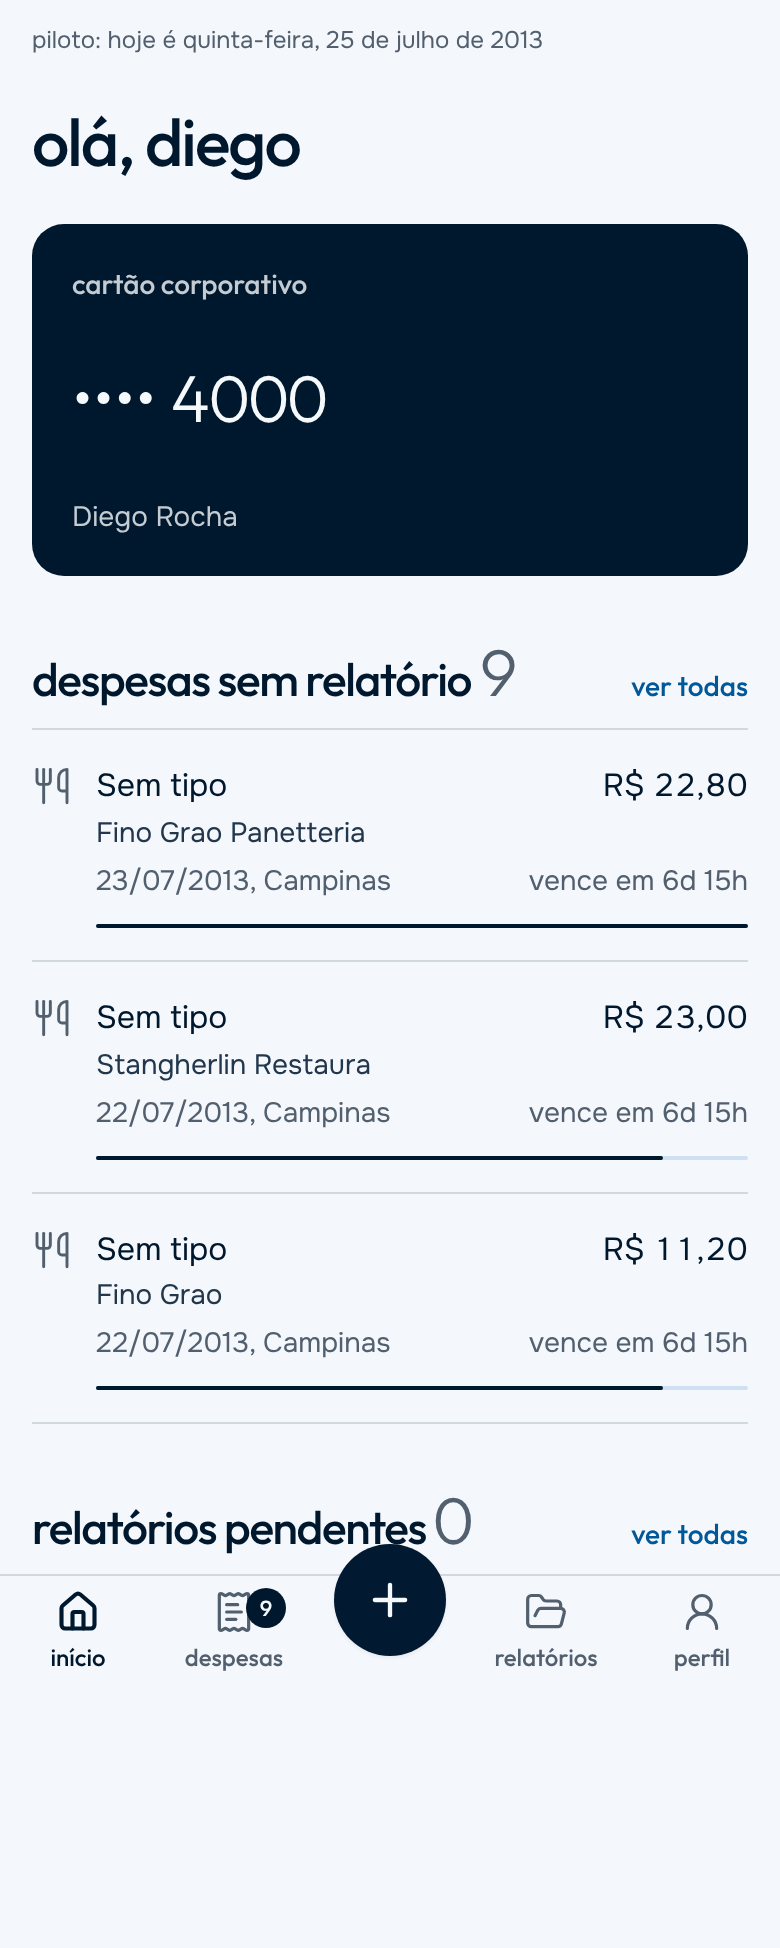 piloto: hoje é quinta-feira, 25 de julho de 2013
olá, diego
cartão corporativo
•••• 4000
Diego Rocha
despesas sem relatório 9 ver todas
Sem tipo R$ 22,80
Fino Grao Panetteria
23/07/2013, Campinas vence em 6d 15h
Sem tipo R$ 23,00
Stangherlin Restaura
22/07/2013, Campinas vence em 6d 15h
Sem tipo R$ 11,20
Fino Grao
22/07/2013, Campinas vence em 6d 15h
relatórios pendentes 0 ver todas
9
início despesas relatórios perfil